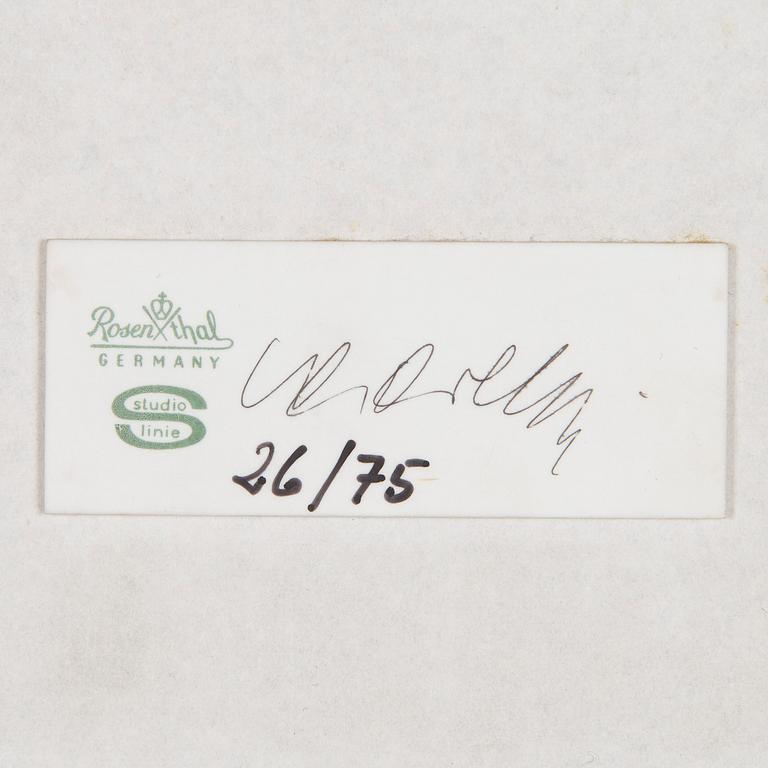 Rosenthal
GERMANY
studio
linie
26/75